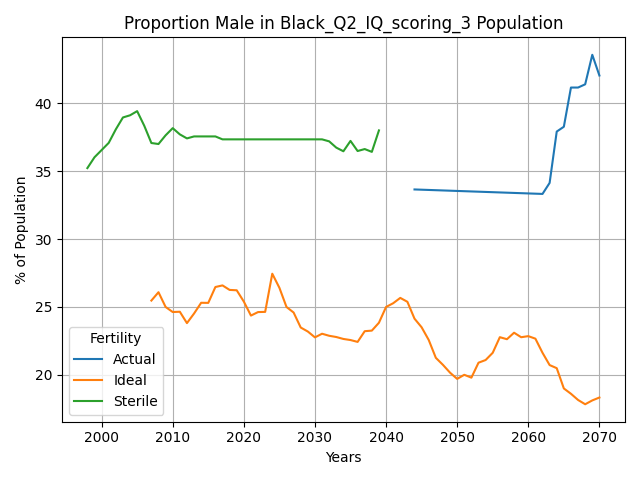 Proportion Male in Black_Q2_IQ_scoring_3 Population
% of Population
40
35
30
25
20
Fertility
Actual
Ideal
Sterile
2000 2010 2020 2030 2040 2050 2060 2070
Years